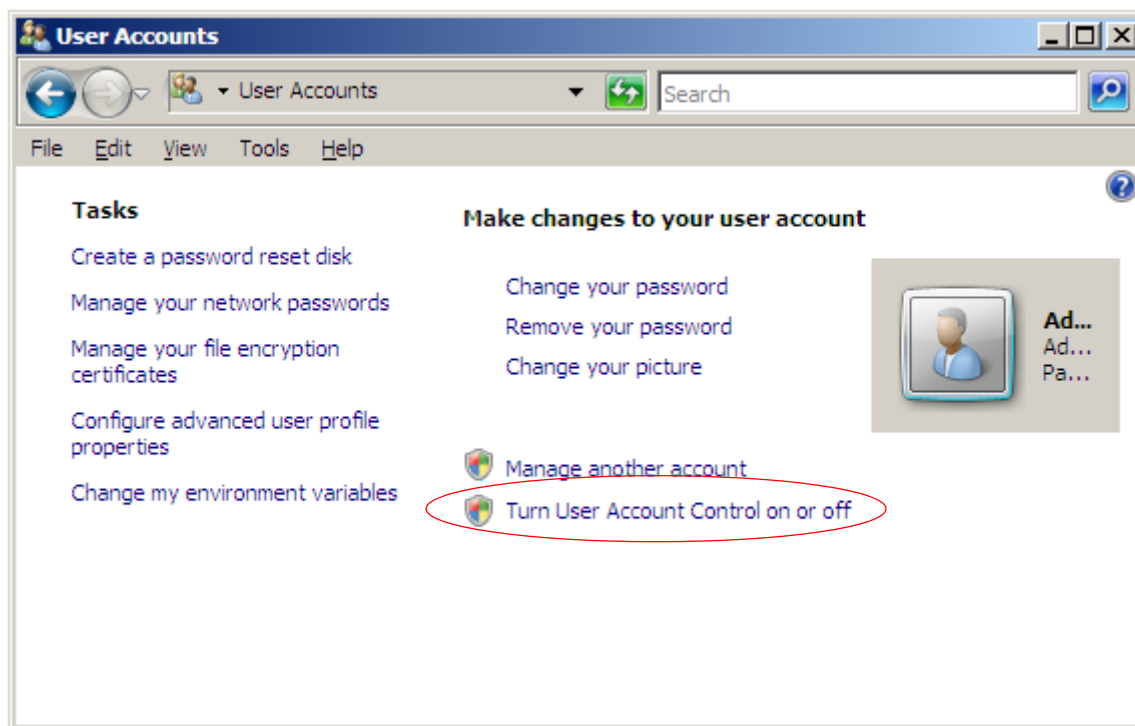 User Accounts
User Accounts
Search
File Edit View Tools Help
Tasks
Create a password reset disk
Manage your network passwords
Manage your file encryption
certificates
Configure advanced user profile
properties
Change my environment variables
Make changes to your user account
Change your password
Remove your password
Change your picture
Ad...
Ad...
Pa...
Manage another account
Turn User Account Control on or off